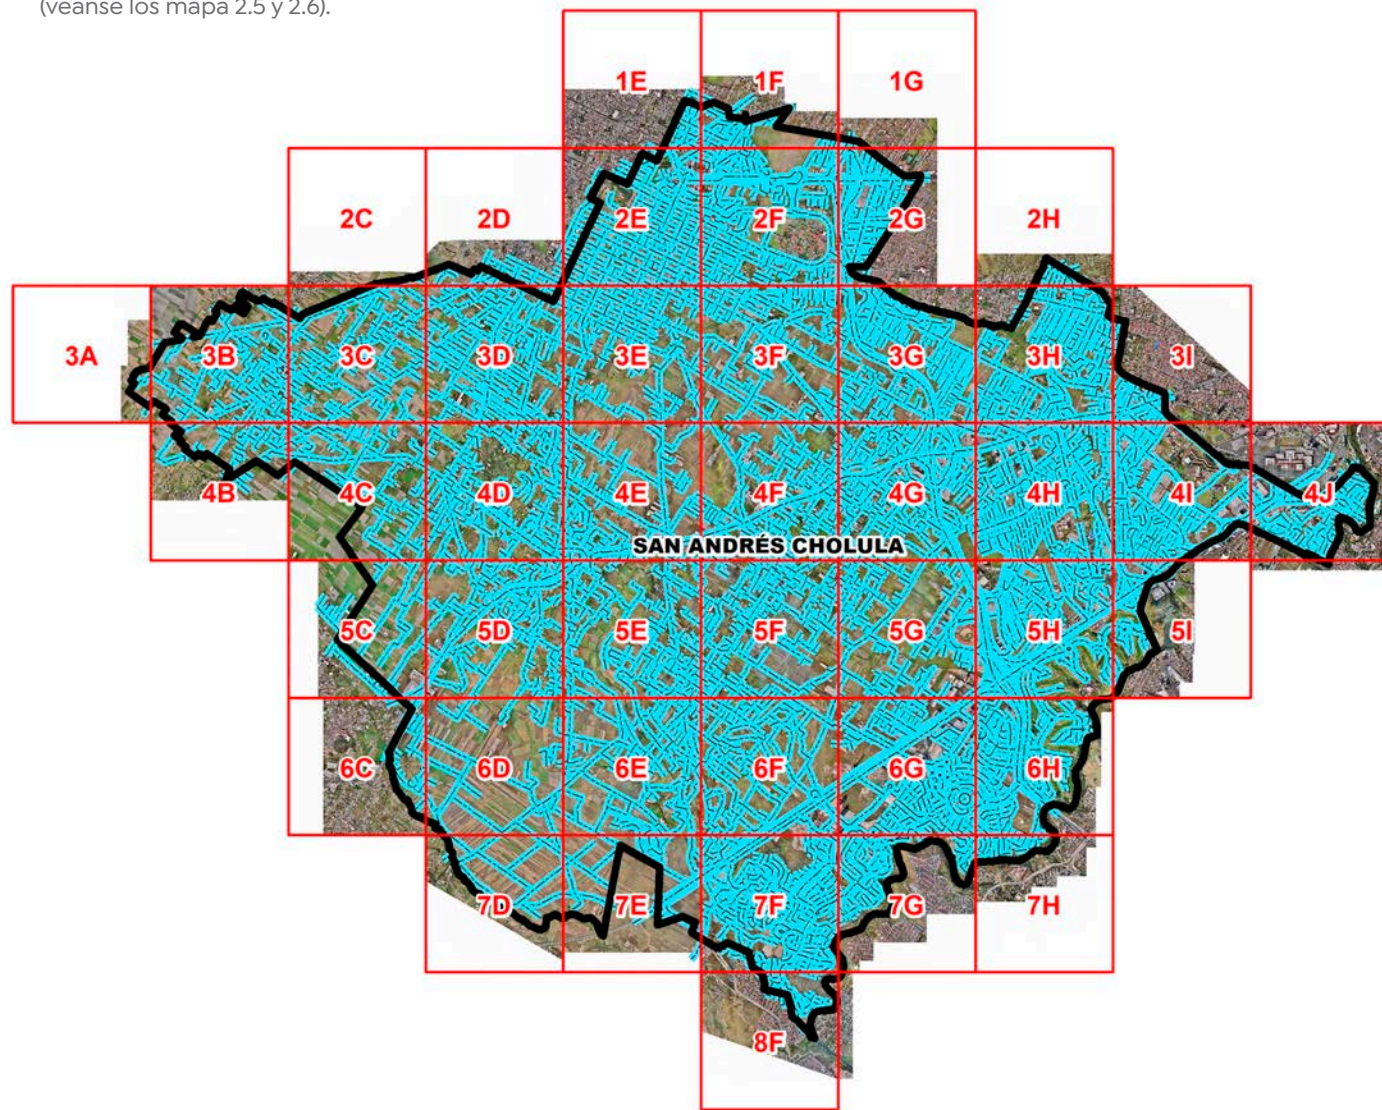 (véanse los mapa 2.5 y 2.6).
1E 1F 1G
2C 2D 2E 2F 2G 2H
3A 3B 3C 3D 3E 3F 3G 3H 3I
4B 4C 4D 4E 4F 4G 4H 4I 4J
SAN ANDRÉS CHOLULA
5C 5D 5E 5F 5G 5H 5I
6C 6D 6E 6F 6G 6H
7D 7E 7F 7G 7H
8F